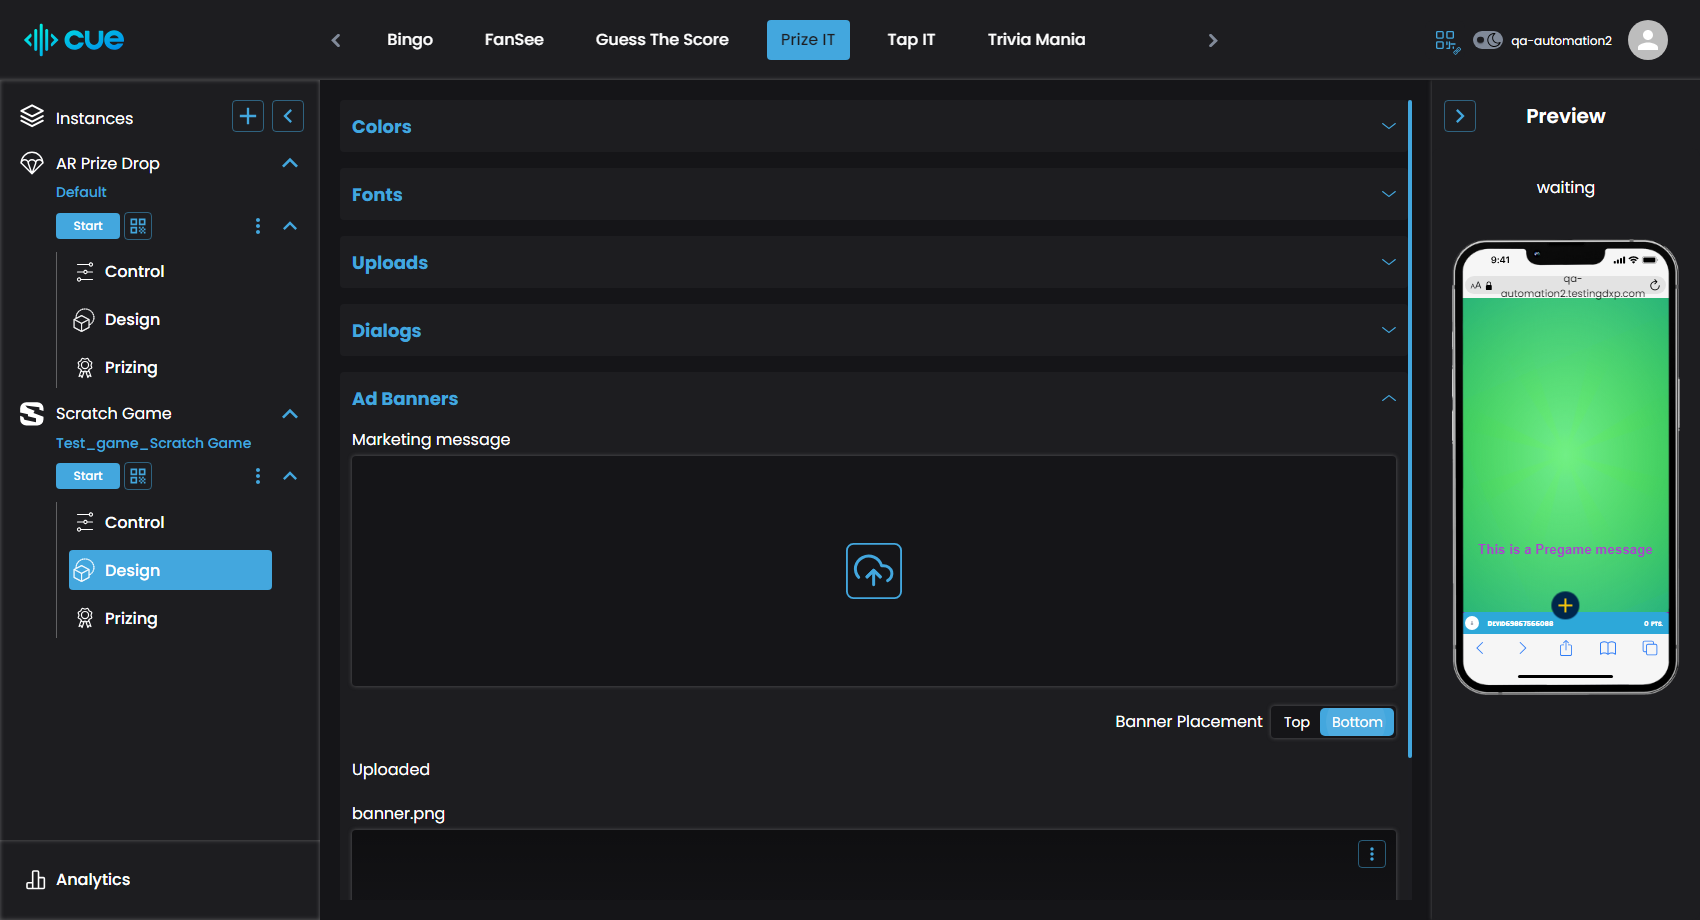 cue
Bingo
FanSee
Guess The Score
Prize IT
Tap IT
Trivia Mania
qa-automation2
Instances
AR Prize Drop
Default
Start
Control
Design
Prizing
Scratch Game
Test_game_Scratch Game
Start
Control
Design
Prizing
Analytics
Colors
Fonts
Uploads
Dialogs
Ad Banners
Marketing message
Banner Placement
Top
Bottom
Uploaded
banner.png
Preview
waiting
9:41
AA
qa-
automation2.testingdxp.com
This is a Pregame message
0 PTS.